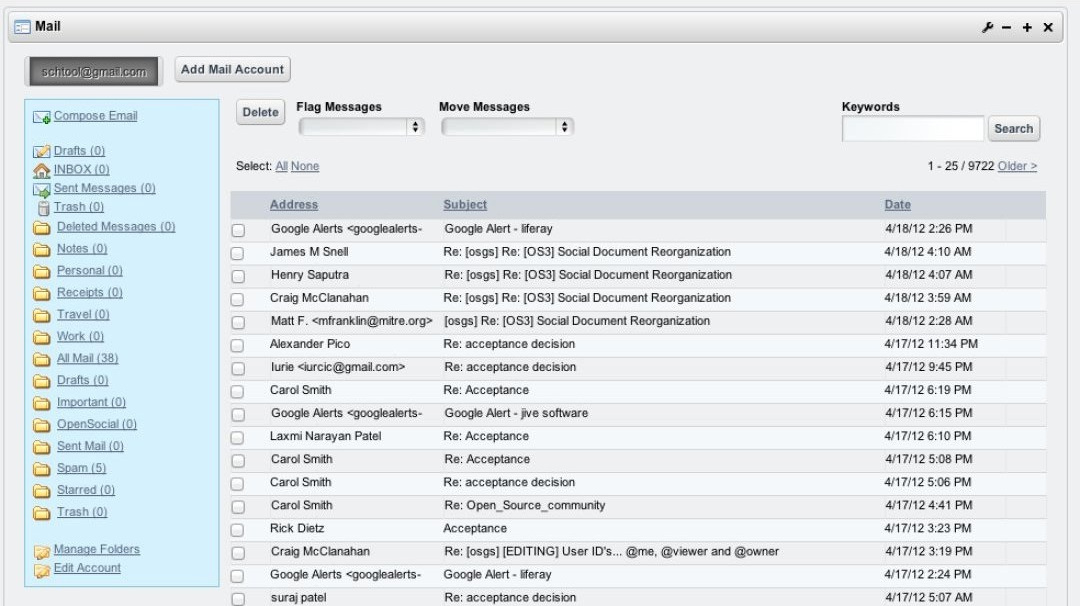 Mail
schtool@gmail.com Add Mail Account
Compose Email
Drafts (0)
INBOX (0)
Sent Messages (0)
Trash (0)
Deleted Messages (0)
Notes (0)
Personal (0)
Receipts (0)
Travel (0)
Work (0)
All Mail (38)
Drafts (0)
Important (0)
OpenSocial (0)
Sent Mail (0)
Spam (5)
Starred (0)
Trash (0)
Manage Folders
Edit Account
Delete Flag Messages Move Messages Keywords
Search
Select: All None 1 - 25 / 9722 Older >
Address Subject Date
Google Alerts <googlealerts- Google Alert - liferay 4/18/12 2:26 PM
James M Snell Re: [osgs] Re: [OS3] Social Document Reorganization 4/18/12 4:10 AM
Henry Saputra Re: [osgs] Re: [OS3] Social Document Reorganization 4/18/12 4:07 AM
Craig McClanahan Re: [osgs] Re: [OS3] Social Document Reorganization 4/18/12 3:59 AM
Matt F. <mfranklin@mitre.org> [osgs] Re: [OS3] Social Document Reorganization 4/18/12 2:28 AM
Alexander Pico Re: acceptance decision 4/17/12 11:34 PM
Iurie <iurcic@gmail.com> Re: acceptance decision 4/17/12 9:45 PM
Carol Smith Re: Acceptance 4/17/12 6:19 PM
Google Alerts <googlealerts- Google Alert - jive software 4/17/12 6:15 PM
Laxmi Narayan Patel Re: Acceptance 4/17/12 6:10 PM
Carol Smith Re: Acceptance 4/17/12 5:08 PM
Carol Smith Re: acceptance decision 4/17/12 5:06 PM
Carol Smith Re: Open_Source_community 4/17/12 4:41 PM
Rick Dietz Acceptance 4/17/12 3:23 PM
Craig McClanahan Re: [osgs] [EDITING] User ID's... @me, @viewer and @owner 4/17/12 3:19 PM
Google Alerts <googlealerts- Google Alert - liferay 4/17/12 2:24 PM
suraj patel Re: acceptance decision 4/17/12 5:07 AM